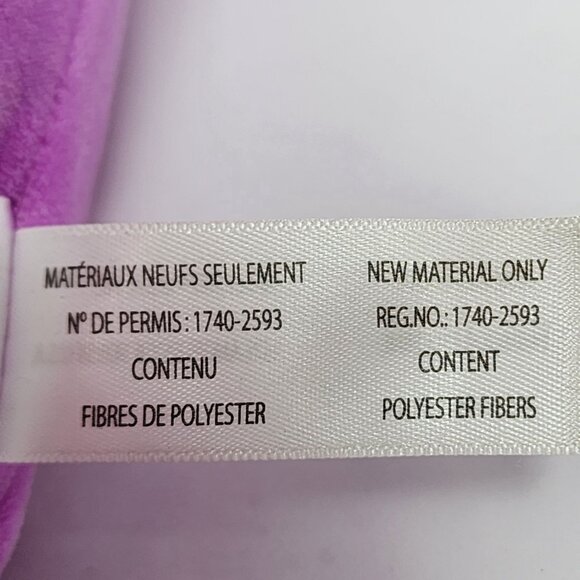 MATÉRIAUX NEUFS SEULEMENT
Nº DE PERMIS : 1740-2593
CONTENU
FIBRES DE POLYESTER
NEW MATERIAL ONLY
REG.NO.: 1740-2593
CONTENT
POLYESTER FIBERS